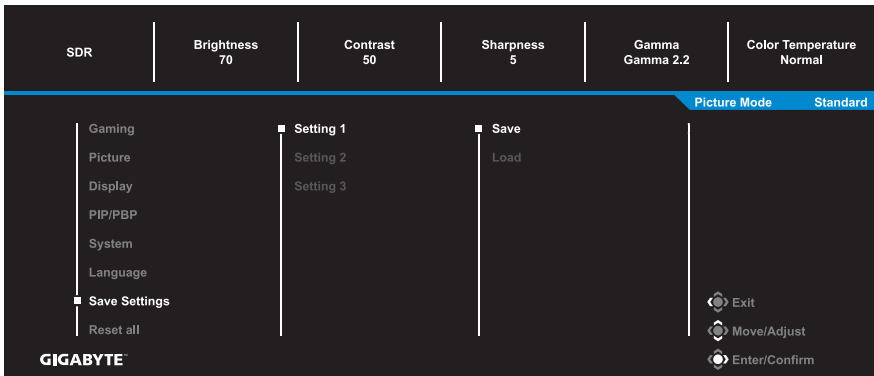 SDR
Brightness
70
Contrast
50
Sharpness
5
Gamma
Gamma 2.2
Color Temperature
Normal
Picture Mode Standard
Gaming
Picture
Display
PIP/PBP
System
Language
Save Settings
Reset all
Setting 1
Setting 2
Setting 3
Save
Load
Exit
Move/Adjust
Enter/Confirm
GIGABYTE™